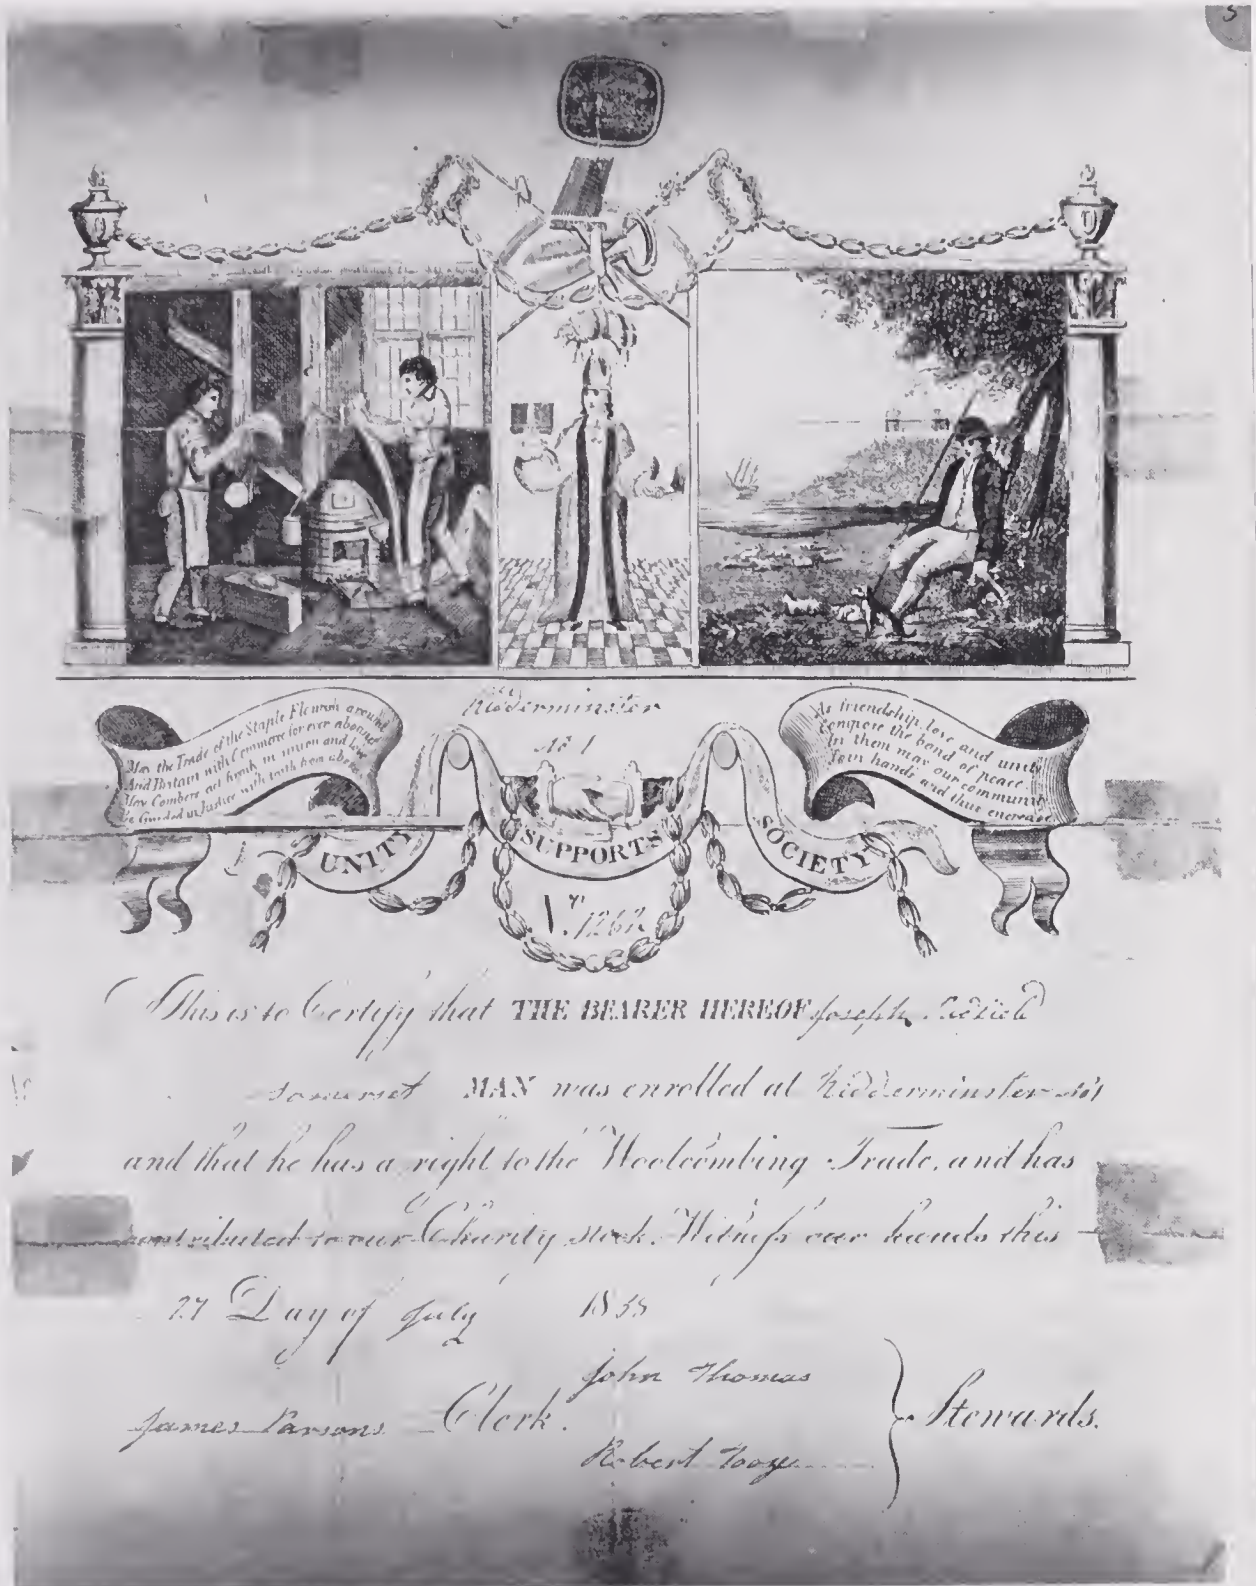 5
May the Trade of the Staple Flourish around
And Britain with Commerce for ever abound
May Combers act firmly in union and love
Be Guided in Justice with truth from above
Kidderminster
No 1
As friendship, love and unity
Compose the bond of peace
In them may our community
Join hands and thus encrease
UNITY SUPPORTS SOCIETY
Nr. 1262
This is to Certify that THE BEARER HEREOF Joseph
Somerset MAN was enrolled at Kidderminster No 1
and that he has a right to the Woolcombing Trade, and has
contributed to our Charity stock. Witneſs our hands this
27 Day of July 1838
John Thomas
James Parsons Clerk. Stewards.
Robert Tooze